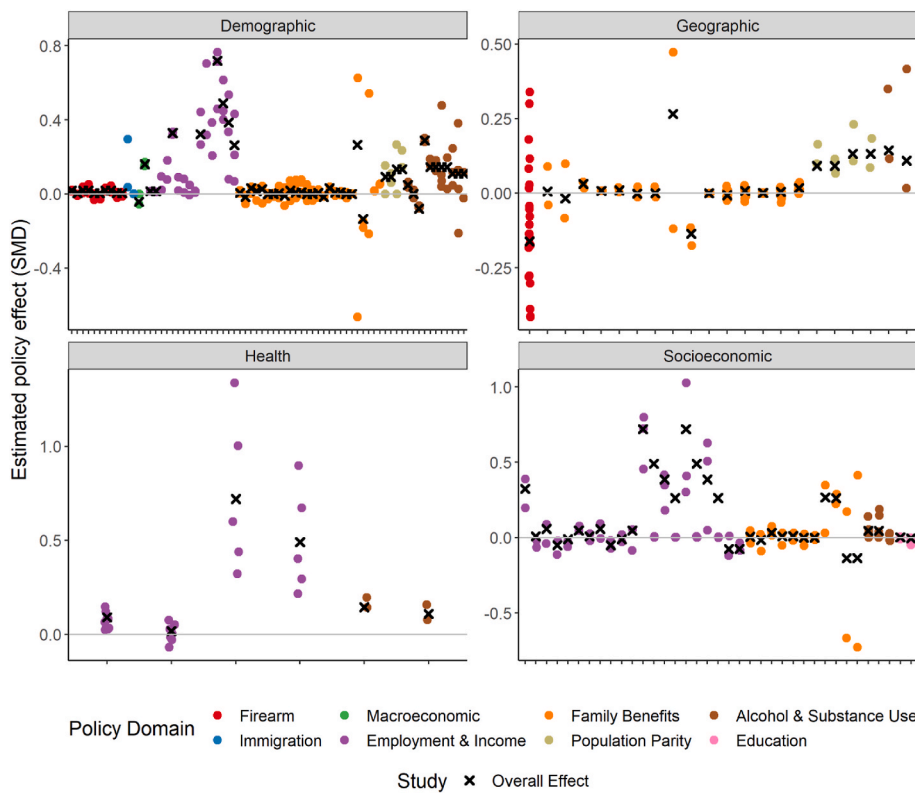 Demographic
Geographic
0.8
0.4
0.0
-0.4
0.50
0.25
0.00
-0.25
Estimated policy effect (SMD)
Health
Socioeconomic
1.0
0.5
0.0
1.0
0.5
0.0
-0.5
Policy Domain
Firearm
Macroeconomic
Family Benefits
Alcohol & Substance Use
Immigration
Employment & Income
Population Parity
Education
Study
Overall Effect